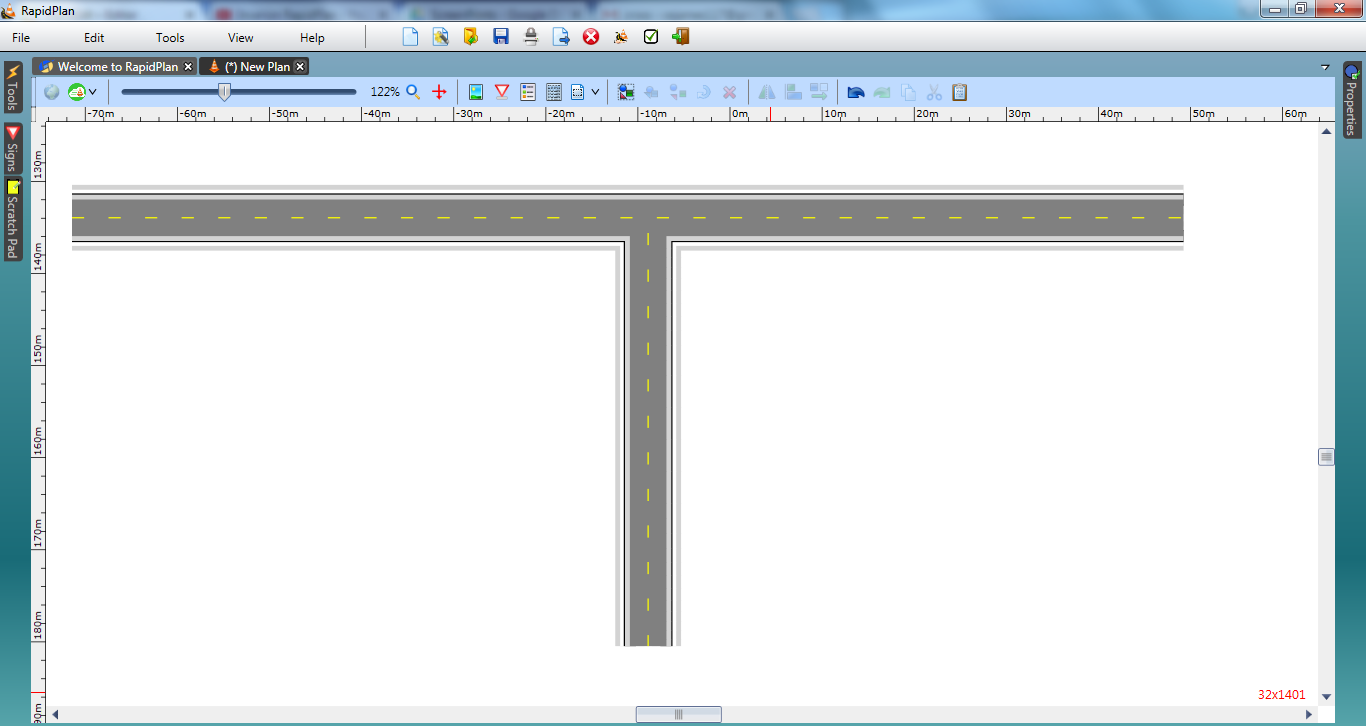 RapidPlan
File Edit Tools View Help
Welcome to RapidPlan (*) New Plan
122%
-70m -60m -50m -40m -30m -20m -10m 0m 10m 20m 30m 40m 50m 60m
Tools
Signs
Scratch Pad
130m
140m
150m
160m
170m
180m
Properties
32x1401